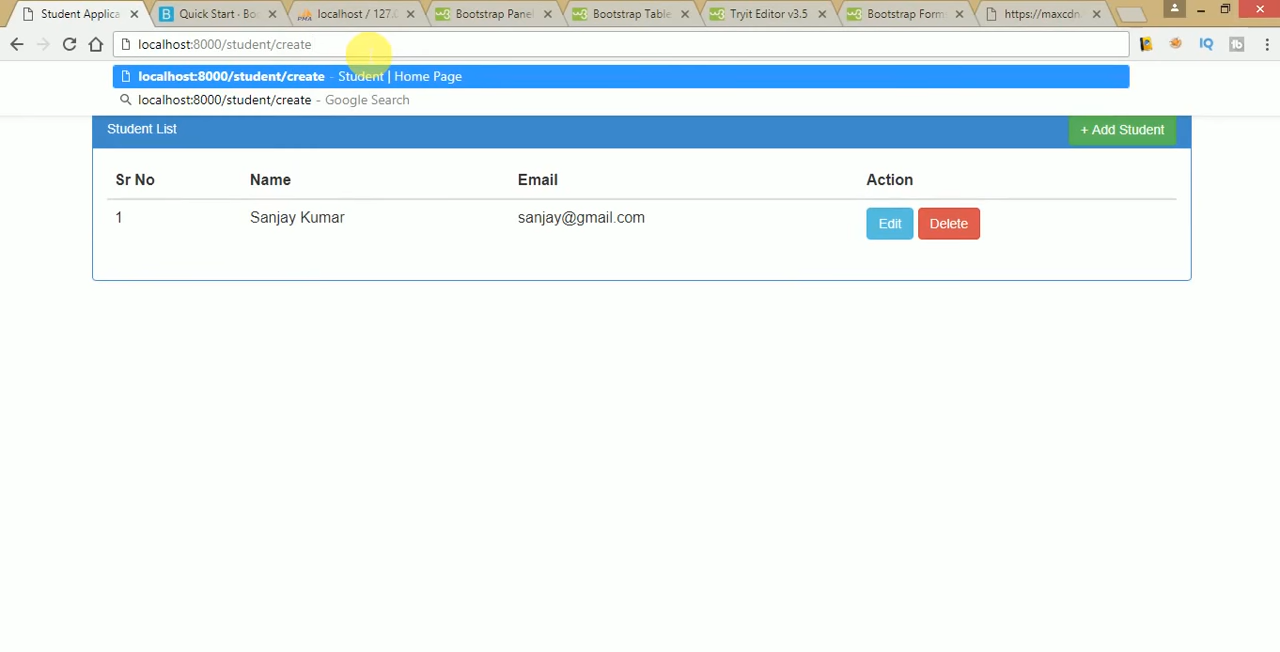 Student Applica
Quick Start - Boo
localhost / 127.0
Bootstrap Panel
Bootstrap Table
Tryit Editor v3.5
Bootstrap Form
https://maxcdn.
localhost:8000/student/create
localhost:8000/student/create - Student | Home Page
localhost:8000/student/create - Google Search
Student List
+ Add Student
Sr No Name Email Action
1 Sanjay Kumar sanjay@gmail.com Edit Delete